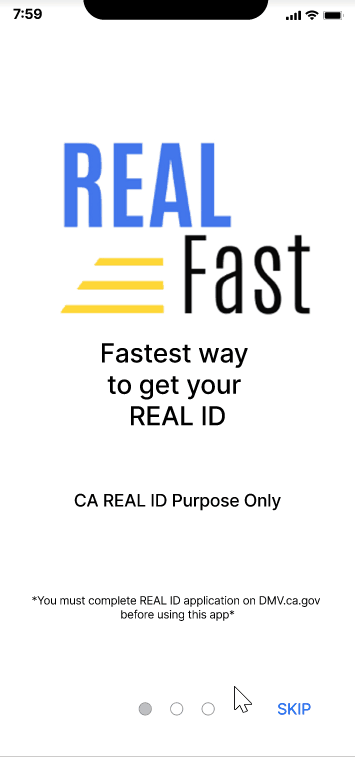 7:59
REAL
Fast
Fastest way
to get your
REAL ID
CA REAL ID Purpose Only
*You must complete REAL ID application on DMV.ca.gov
before using this app*
SKIP